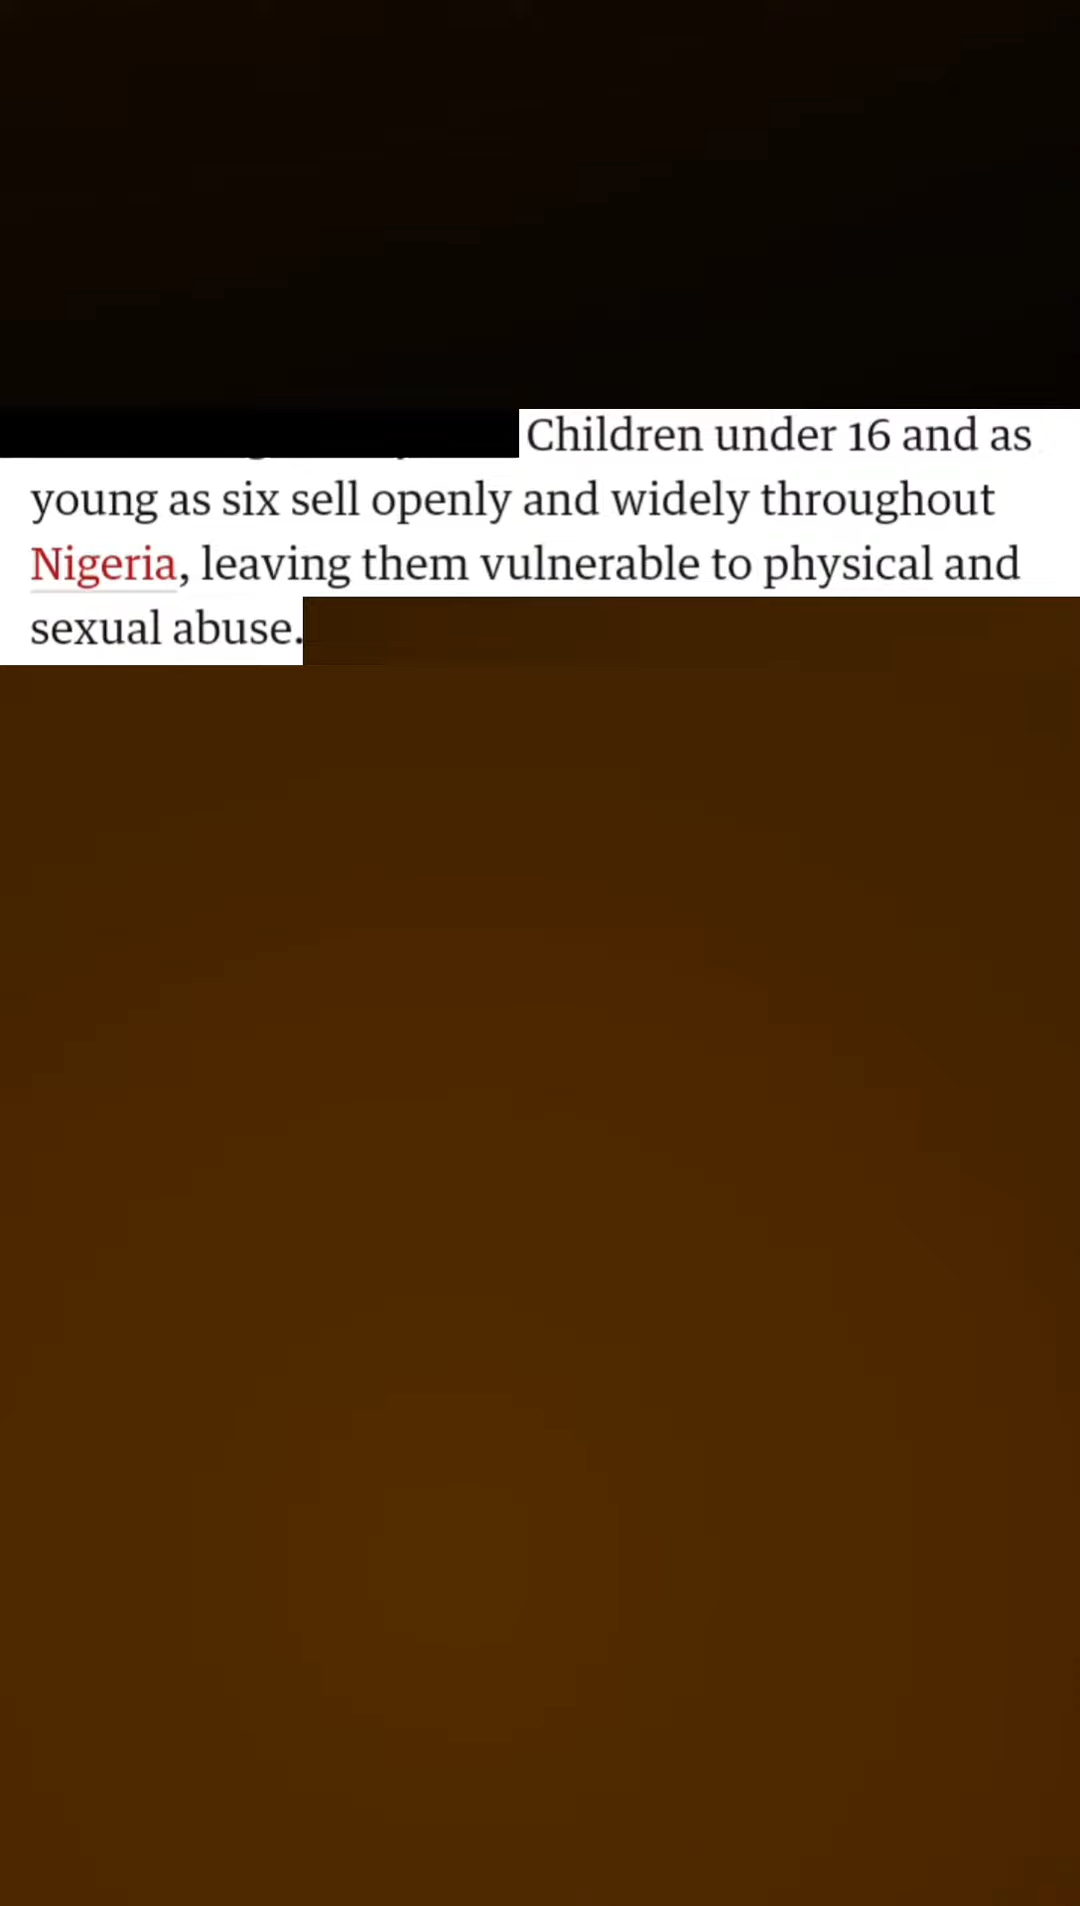 Children under 16 and as
young as six sell openly and widely throughout
Nigeria, leaving them vulnerable to physical and
sexual abuse.